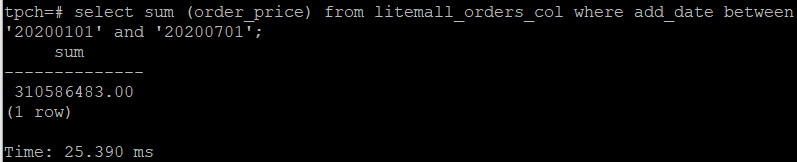 tpch=# select sum (order_price) from litemall_orders_col where add_date between
'20200101' and '20200701';
     sum
--------------
 310586483.00
(1 row)

Time: 25.390 ms